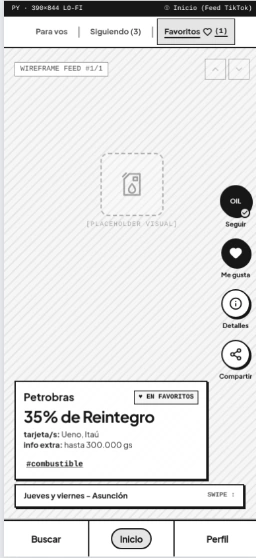 PY · 390×844 LO-FI
Inicio (Feed TikTok)
Para vos | Siguiendo (3) | Favoritos ♡ (1)
WIREFRAME FEED #1/1
[PLACEHOLDER VISUAL]
OIL
Seguir
Me gusta
Detalles
Compartir
Petrobras
♥ EN FAVORITOS
35% de Reintegro
tarjeta/s: Ueno, Itaú
info extra: hasta 300.000 gs
#combustible
Jueves y viernes – Asunción
SWIPE ↕
Buscar
Inicio
Perfil